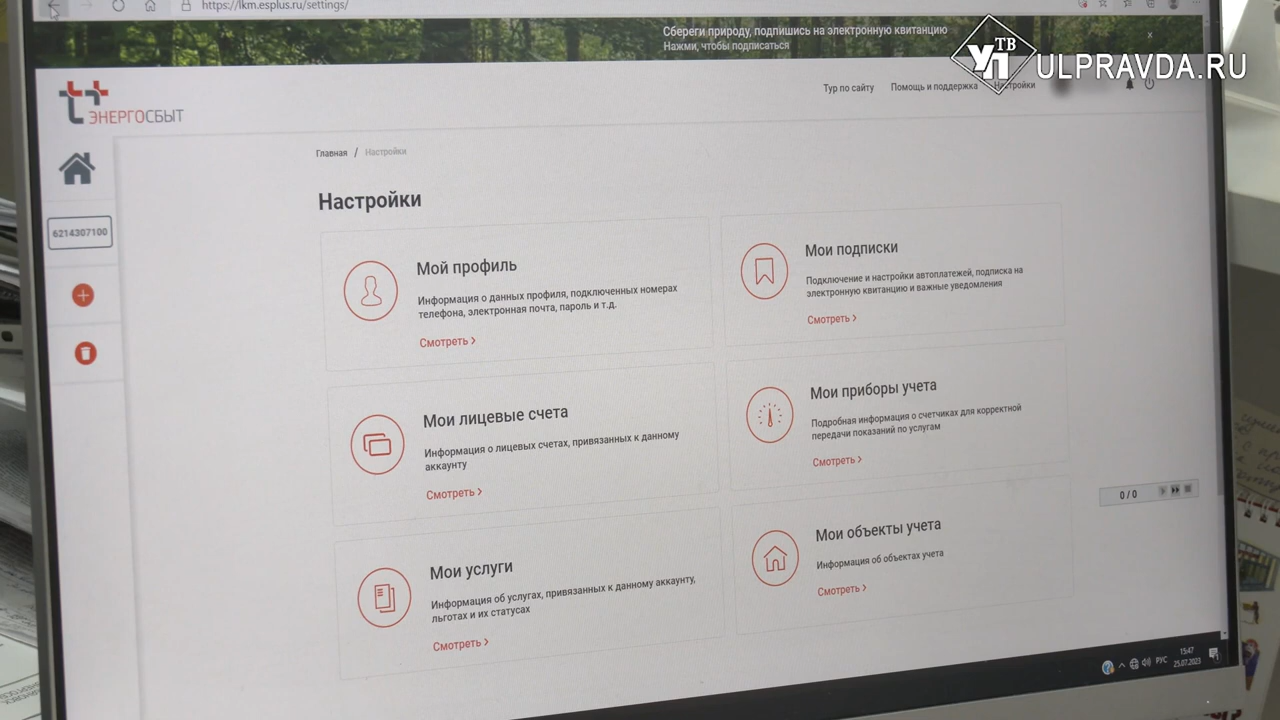 https://lkm.esplus.ru/settings/
Сбереги природу, подпишись на электронную квитанцию
Нажми, чтобы подписаться
x
УП ТВ
ULPRAVDA.RU
ЭНЕРГОСБЫТ
Тур по сайту Помощь и поддержка Настройки
Главная / Настройки
Настройки
6214307100
Мой профиль
Информация о данных профиля, подключенных номерах
телефона, электронная почта, пароль и т.д.
Смотреть >
Мои подписки
Подключение и настройки автоплатежей, подписка на
электронную квитанцию и важные уведомления
Смотреть >
Мои лицевые счета
Информация о лицевых счетах, привязанных к данному
аккаунту
Смотреть >
Мои приборы учета
Подробная информация о счетчиках для корректной
передачи показаний по услугам
Смотреть >
0 / 0
Мои услуги
Информация об услугах, привязанных к данному аккаунту,
льготах и их статусах
Смотреть >
Мои объекты учета
Информация об объектах учета
Смотреть >
РУС
15:47
25.07.2023